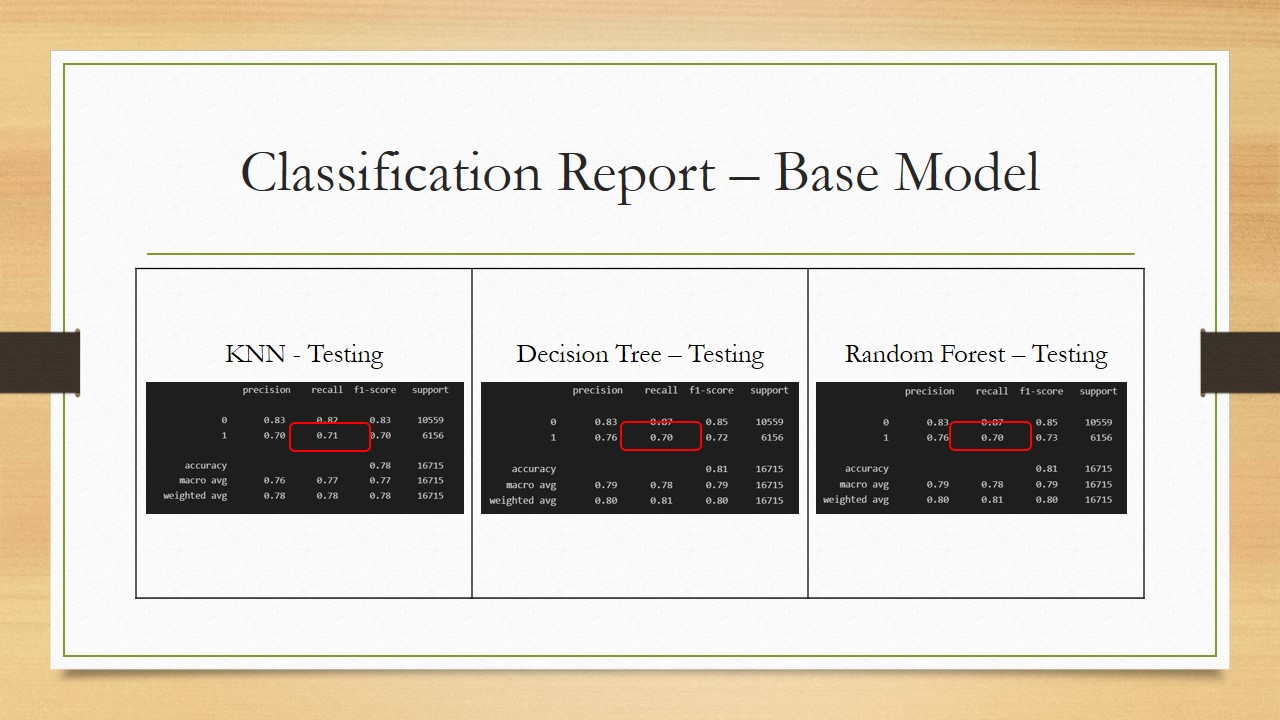 Classification Report – Base Model
KNN - Testing
precision recall f1-score support
0 0.83 0.82 0.83 10559
1 0.70 0.71 0.70 6156
accuracy 0.78 16715
macro avg 0.76 0.77 0.77 16715
weighted avg 0.78 0.78 0.78 16715
Decision Tree – Testing
precision recall f1-score support
0 0.83 0.87 0.85 10559
1 0.76 0.70 0.72 6156
accuracy 0.81 16715
macro avg 0.79 0.78 0.79 16715
weighted avg 0.80 0.81 0.80 16715
Random Forest – Testing
precision recall f1-score support
0 0.83 0.87 0.85 10559
1 0.76 0.70 0.73 6156
accuracy 0.81 16715
macro avg 0.79 0.78 0.79 16715
weighted avg 0.80 0.81 0.80 16715